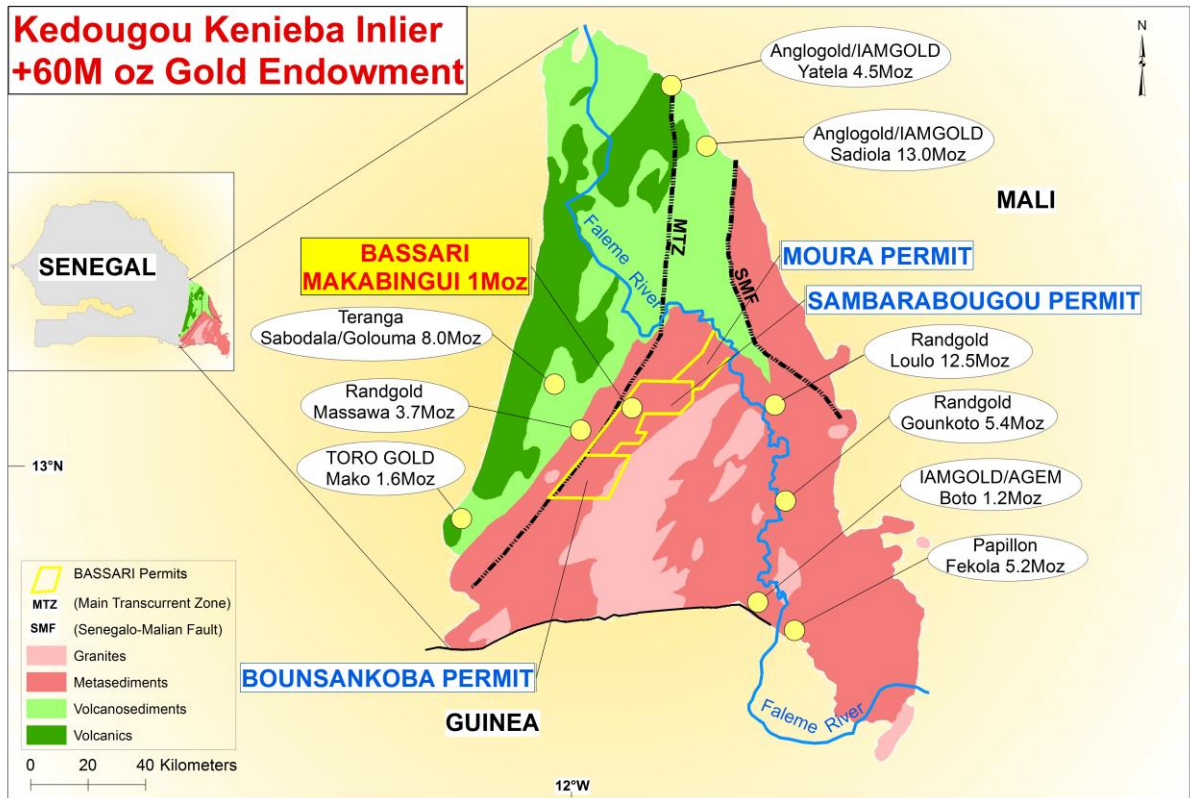 Kedougou Kenieba Inlier
+60M oz Gold Endowment
N
Anglogold/IAMGOLD
Yatela 4.5Moz
Anglogold/IAMGOLD
Sadiola 13.0Moz
MALI
SENEGAL
Faleme River
MTZ
SMF
BASSARI
MAKABINGUI 1Moz
MOURA PERMIT
SAMBARABOUGOU PERMIT
Teranga
Sabodala/Golouma 8.0Moz
Randgold
Loulo 12.5Moz
Randgold
Massawa 3.7Moz
Randgold
Gounkoto 5.4Moz
TORO GOLD
Mako 1.6Moz
13°N
IAMGOLD/AGEM
Boto 1.2Moz
Papillon
Fekola 5.2Moz
BASSARI Permits
MTZ (Main Transcurrent Zone)
SMF (Senegalo-Malian Fault)
Granites
Metasediments
Volcanosediments
Volcanics
0 20 40 Kilometers
BOUNSANKOBA PERMIT
GUINEA
Faleme River
12°W